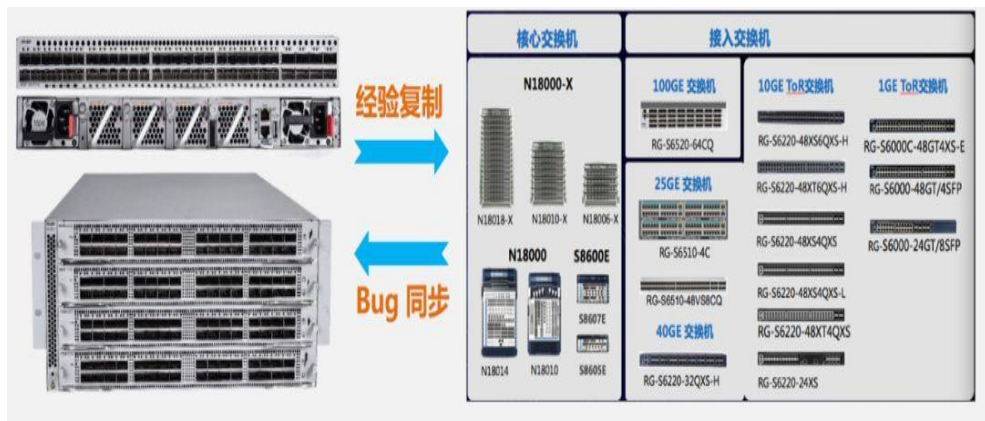 经验复制
Bug 同步
核心交换机
N18000-X
N18018-X
N18010-X
N18006-X
N18000
S8600E
S8607E
N18014
N18010
S8605E
接入交换机
100GE 交换机
RG-S6520-64CQ
25GE 交换机
RG-S6510-4C
RG-S6510-48VS8CQ
40GE 交换机
RG-S6220-32QXS-H
10GE ToR交换机
RG-S6220-48XS6QXS-H
RG-S6220-48XT6QXS-H
RG-S6220-48XS4QXS
RG-S6220-48XS4QXS-L
RG-S6220-48XT4QXS
RG-S6220-24XS
1GE ToR交换机
RG-S6000C-48GT4XS-E
RG-S6000-48GT/4SFP
RG-S6000-24GT/8SFP